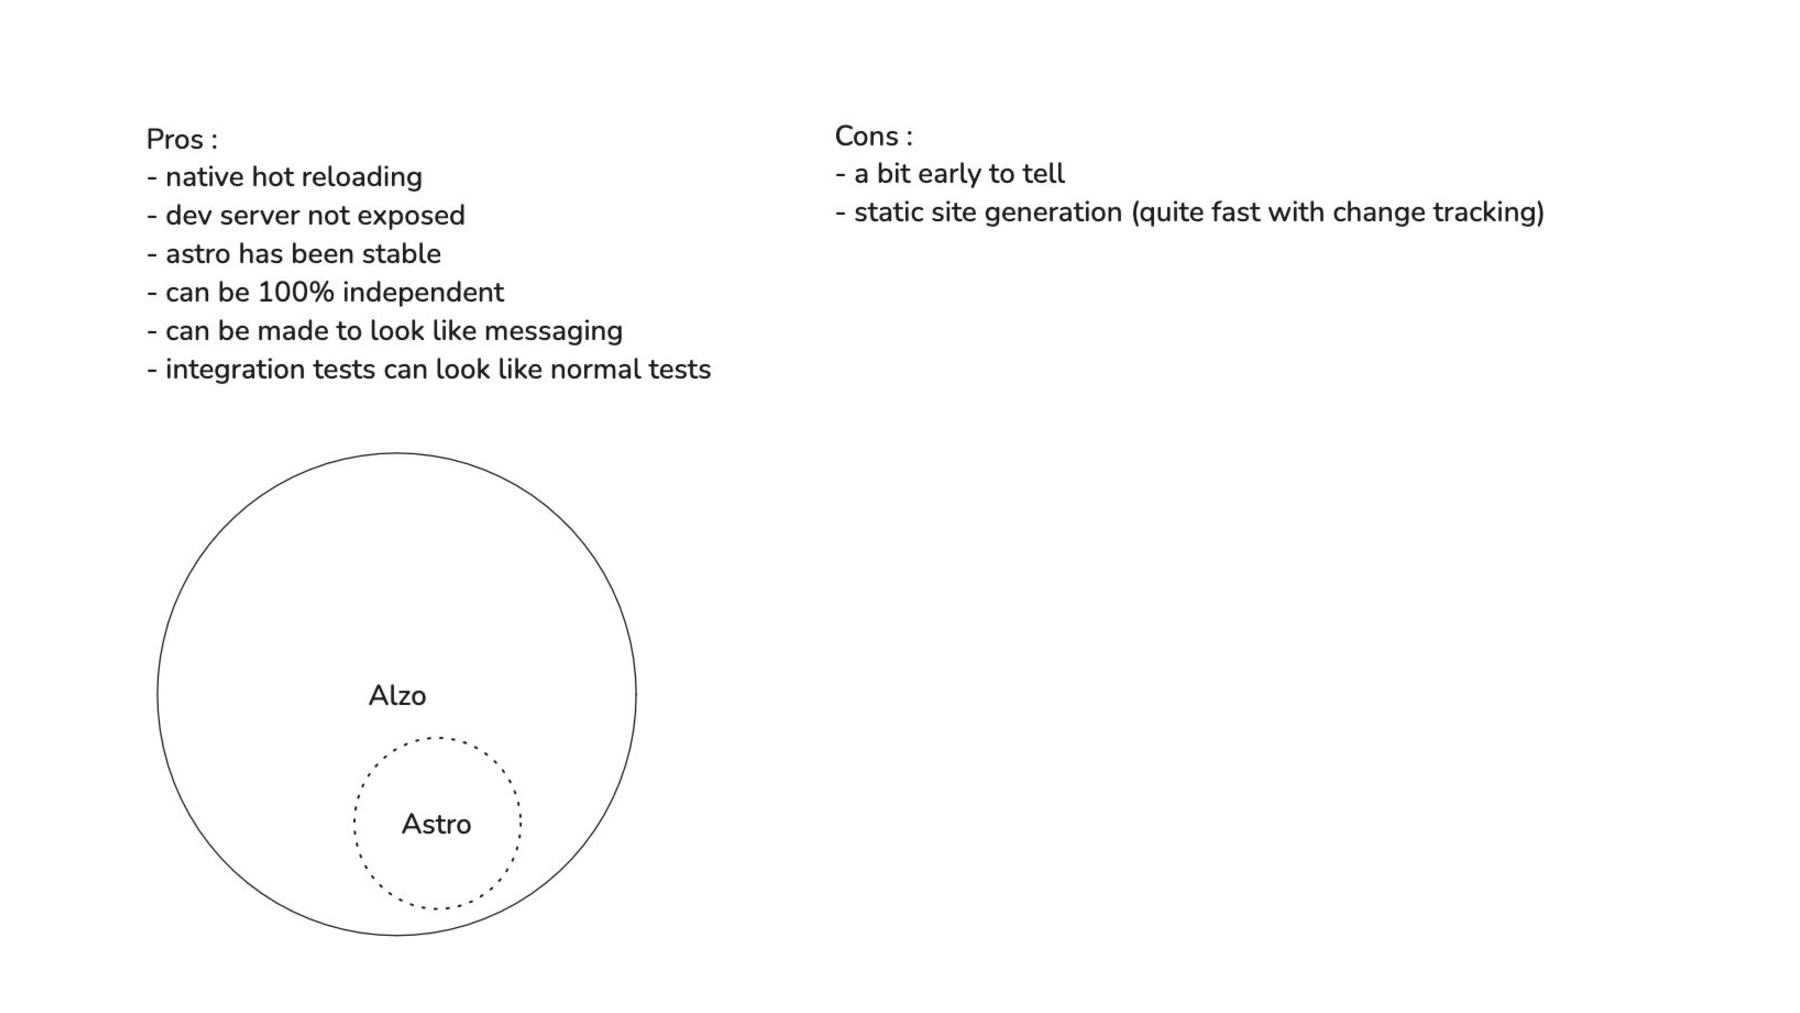 Pros :
- native hot reloading
- dev server not exposed
- astro has been stable
- can be 100% independent
- can be made to look like messaging
- integration tests can look like normal tests
Cons :
- a bit early to tell
- static site generation (quite fast with change tracking)
Alzo
Astro